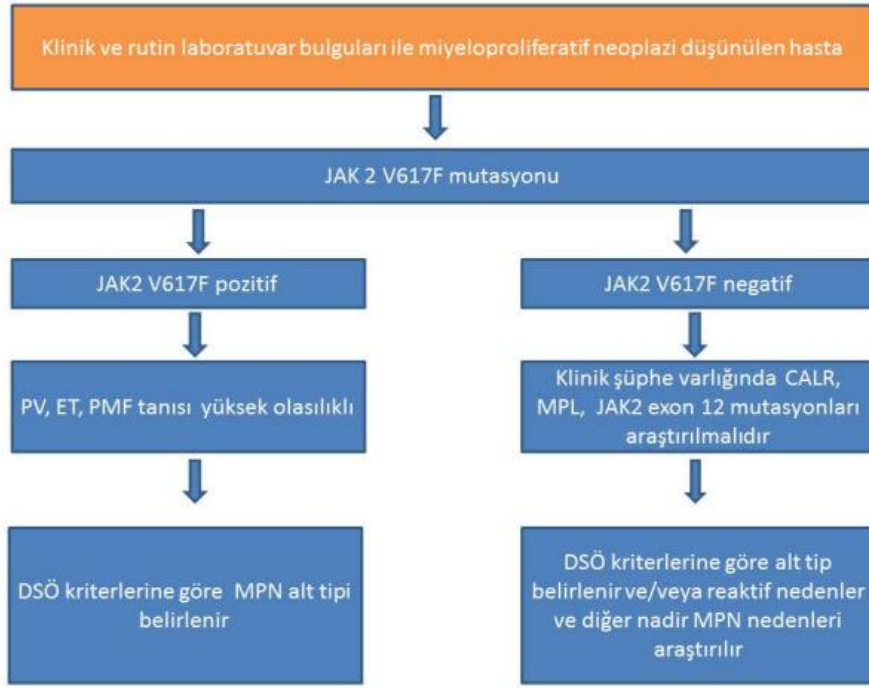 Klinik ve rutin laboratuvar bulguları ile miyeloproliferatif neoplazi düşünülen hasta
JAK 2 V617F mutasyonu
JAK2 V617F pozitif
JAK2 V617F negatif
PV, ET, PMF tanısı yüksek olasılıklı
Klinik şüphe varlığında CALR,
MPL, JAK2 exon 12 mutasyonları
araştırılmalıdır
DSÖ kriterlerine göre MPN alt tipi
belirlenir
DSÖ kriterlerine göre alt tip
belirlenir ve/veya reaktif nedenler
ve diğer nadir MPN nedenleri
araştırılır